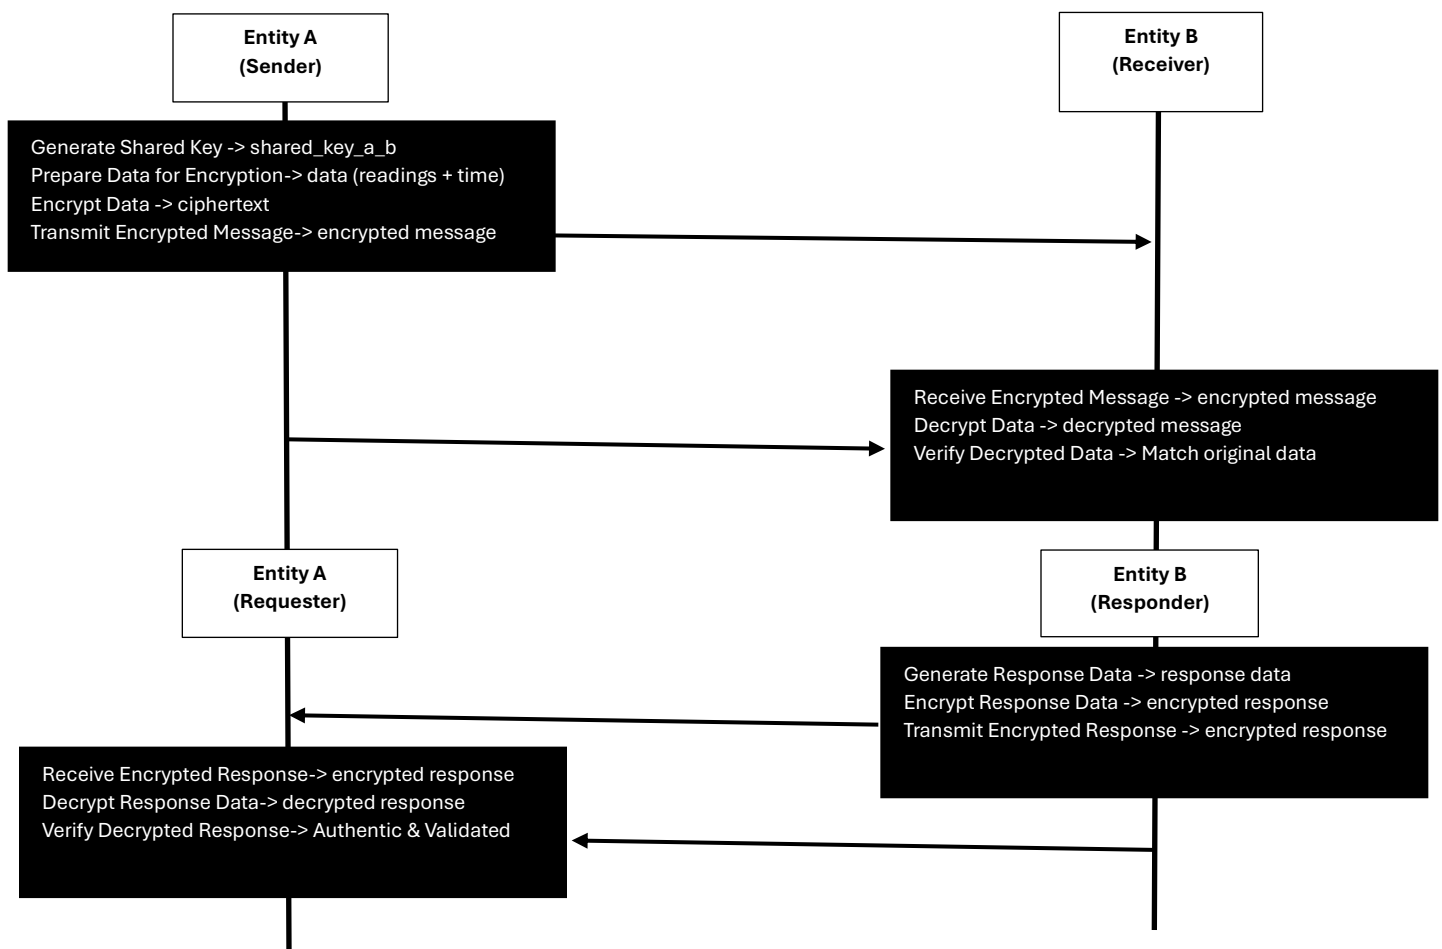 Entity A
(Sender)
Entity B
(Receiver)
Generate Shared Key -> shared_key_a_b
Prepare Data for Encryption-> data (readings + time)
Encrypt Data -> ciphertext
Transmit Encrypted Message-> encrypted message
Receive Encrypted Message -> encrypted message
Decrypt Data -> decrypted message
Verify Decrypted Data -> Match original data
Entity A
(Requester)
Entity B
(Responder)
Generate Response Data -> response data
Encrypt Response Data -> encrypted response
Transmit Encrypted Response -> encrypted response
Receive Encrypted Response-> encrypted response
Decrypt Response Data-> decrypted response
Verify Decrypted Response-> Authentic & Validated